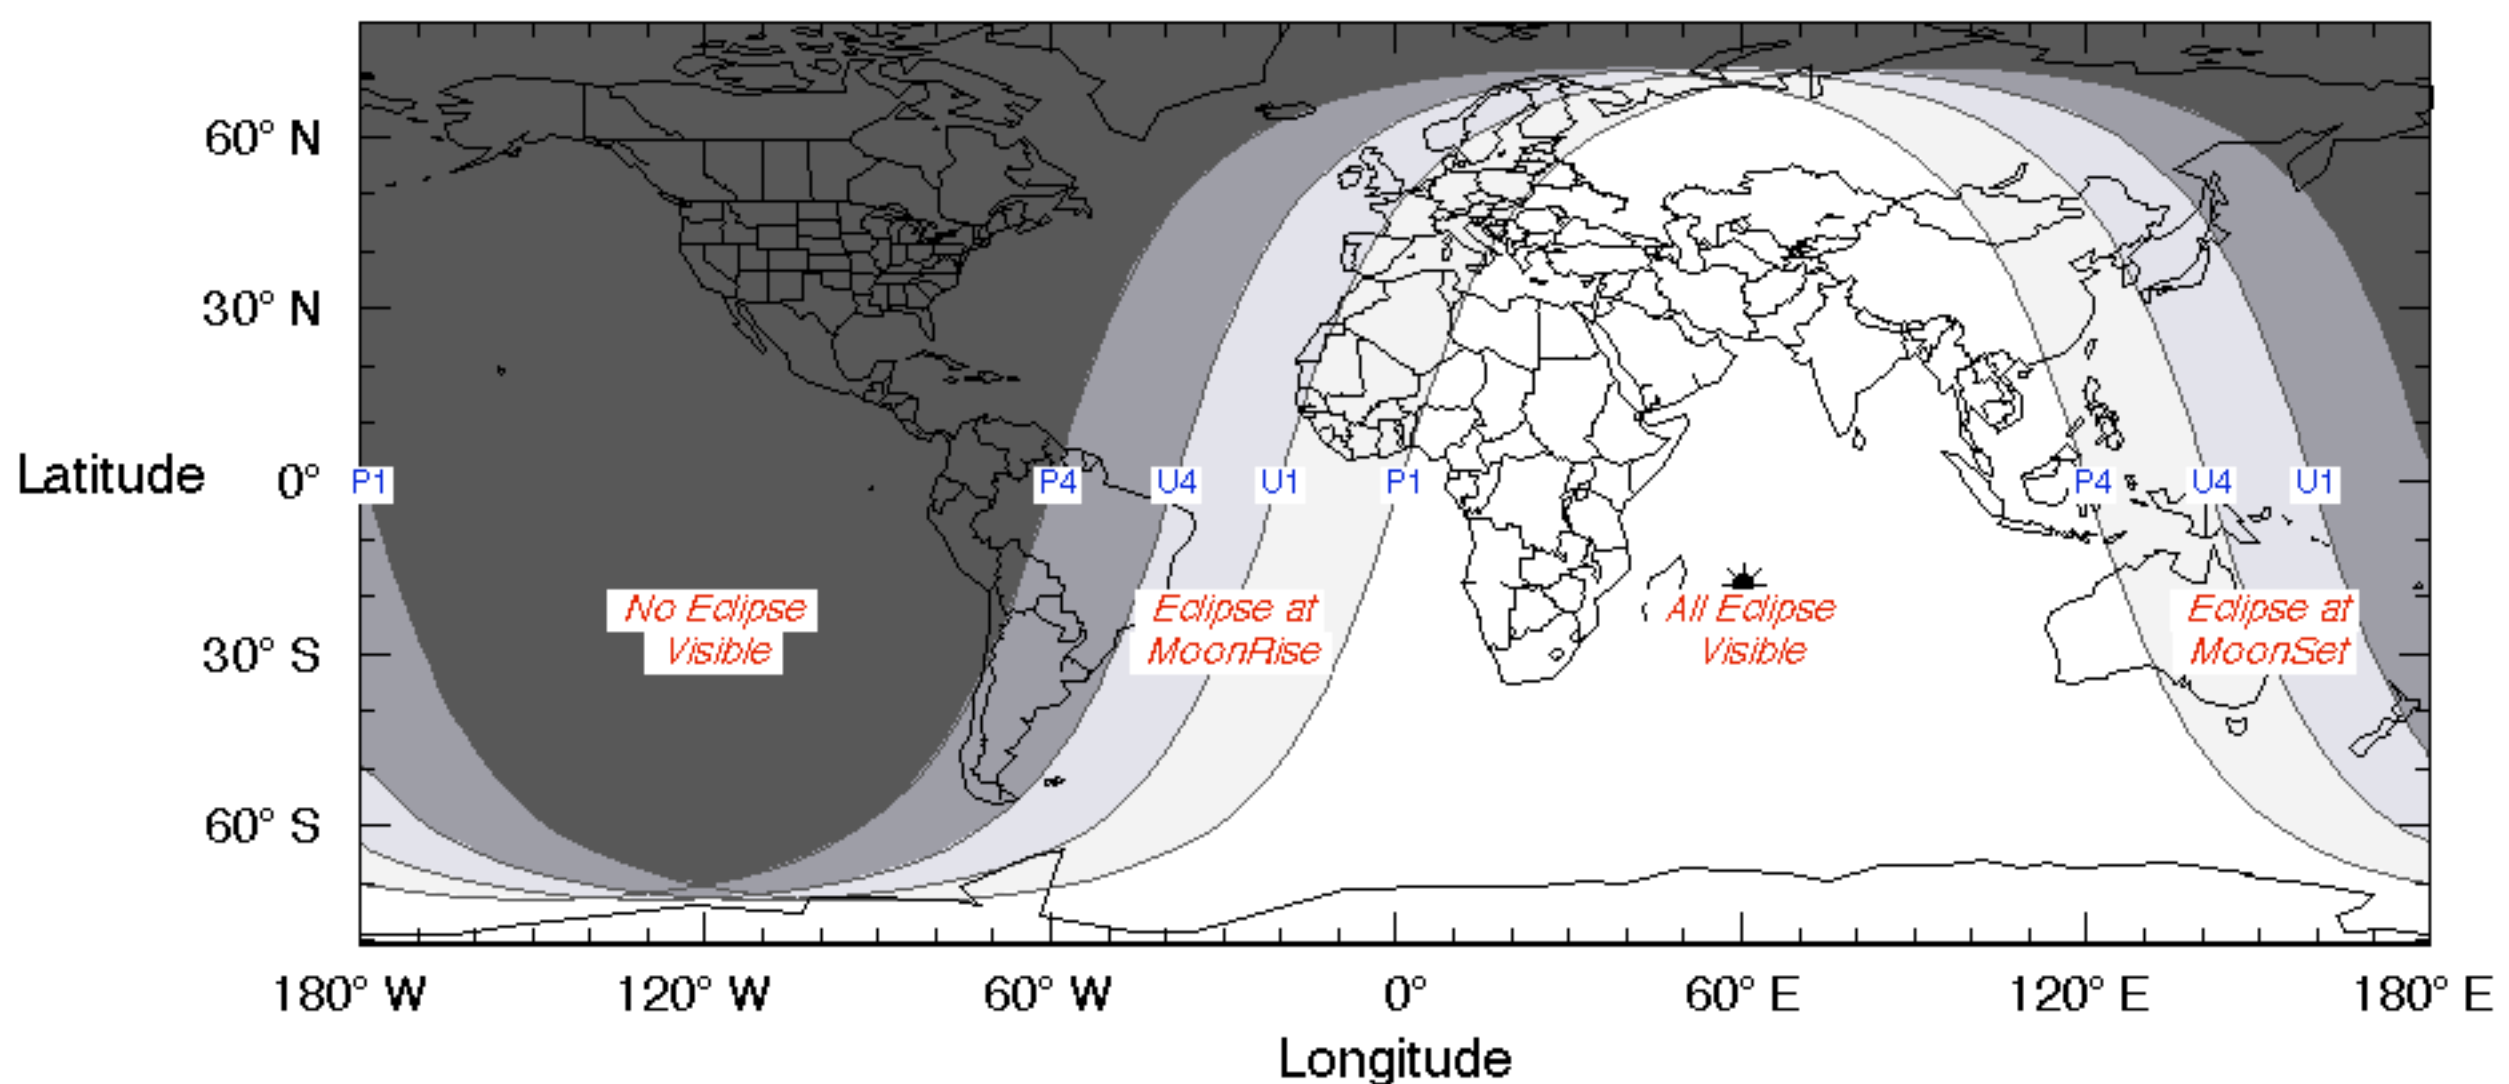 60° N
30° N
Latitude 0°
P1 P4 U4 U1 P1 P4 U4 U1
No Eclipse Visible
Eclipse at MoonRise
All Eclipse Visible
Eclipse at MoonSet
30° S
60° S
180° W 120° W 60° W 0° 60° E 120° E 180° E
Longitude